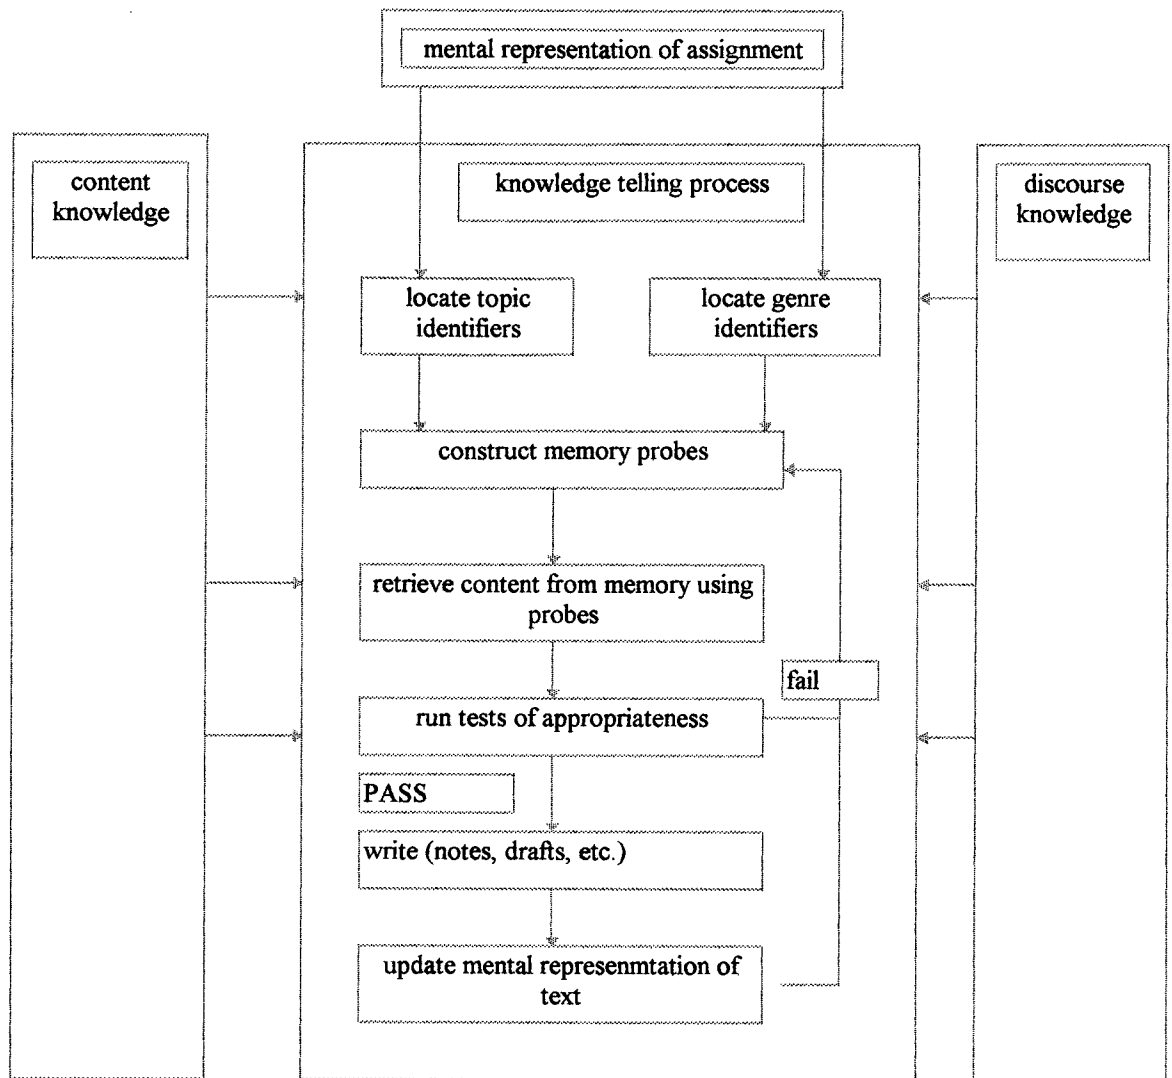 mental representation of assignment
content
knowledge
knowledge telling process
discourse
knowledge
locate topic
identifiers
locate genre
identifiers
construct memory probes
retrieve content from memory using
probes
fail
run tests of appropriateness
PASS
write (notes, drafts, etc.)
update mental represenmtation of
text